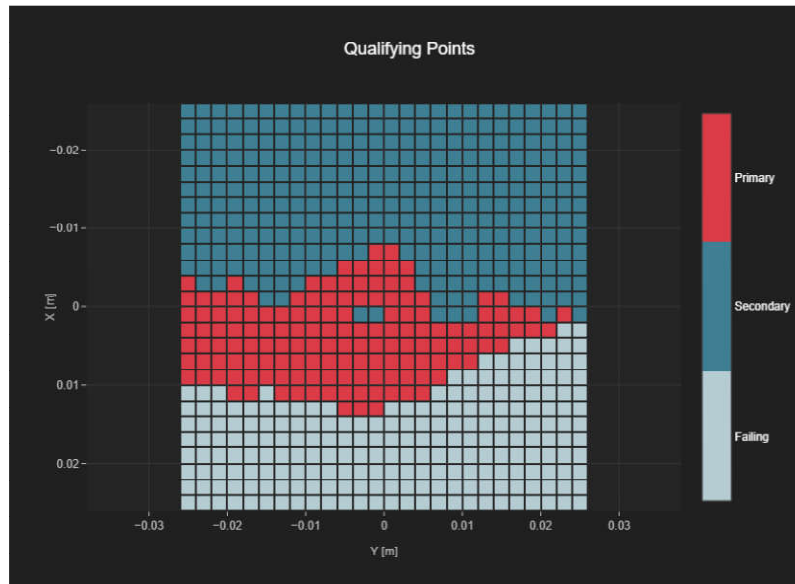 Qualifying Points
−0.02
−0.01
0
0.01
0.02
X [m]
−0.03
−0.02
−0.01
0
0.01
0.02
0.03
Y [m]
Primary
Secondary
Failing